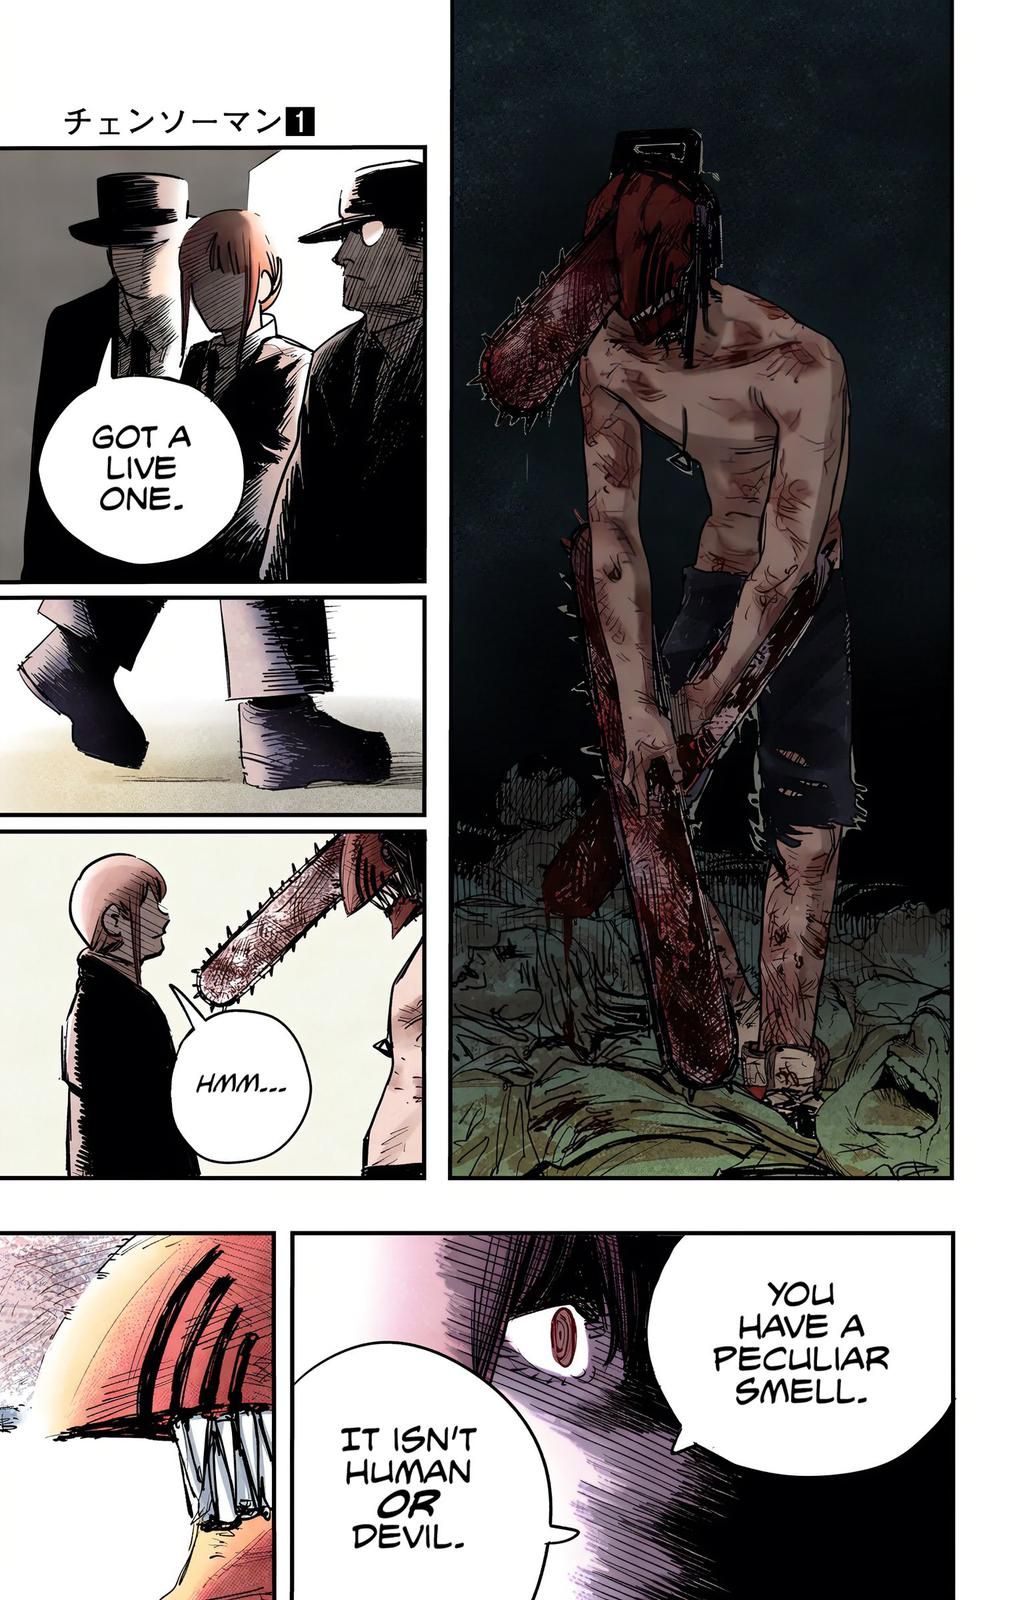 チェンソーマン1
GOT A
LIVE
ONE.
HMM...
YOU
HAVE A
PECULIAR
SMELL.
IT ISN'T
HUMAN
OR
DEVIL.